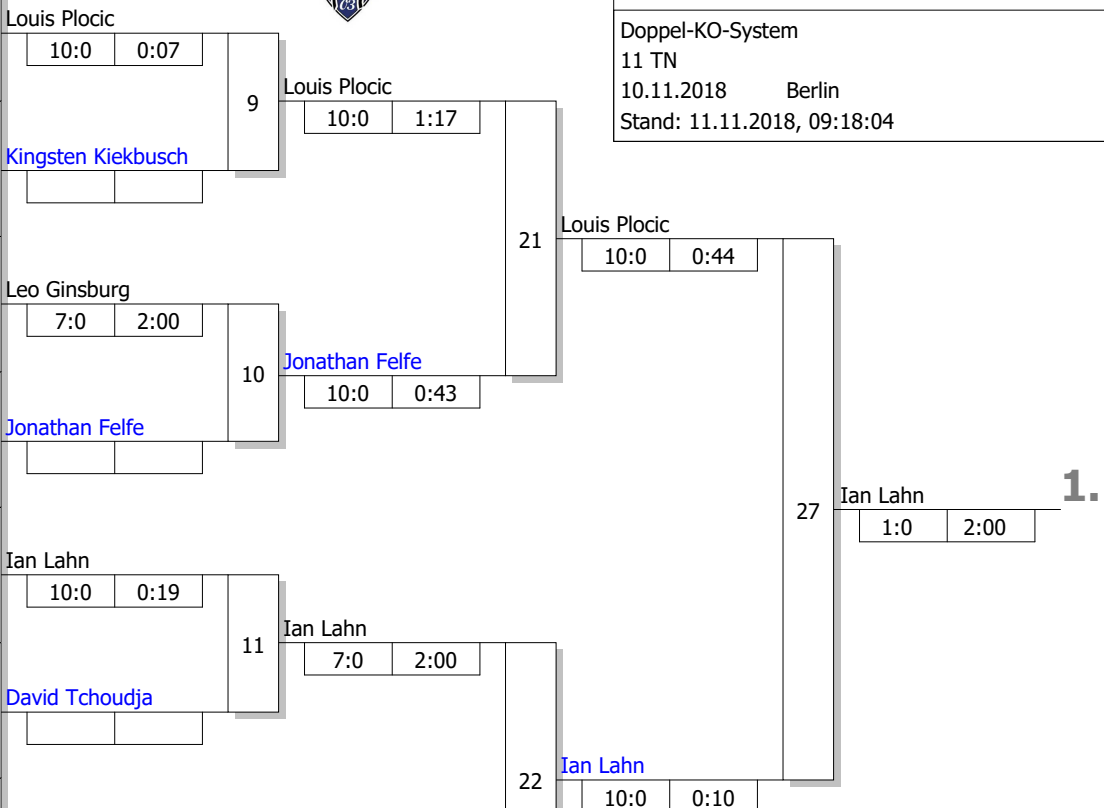 Doppel-KO-System
11 TN
10.11.2018 Berlin
Stand: 11.11.2018, 09:18:04
Louis Plocic
10:0 0:07
9
Louis Plocic
10:0 1:17
Kingsten Kiekbusch
21
Louis Plocic
10:0 0:44
Leo Ginsburg
7:0 2:00
10
Jonathan Felfe
10:0 0:43
Jonathan Felfe
27
Ian Lahn
1:0 2:00
1.
Ian Lahn
10:0 0:19
11
Ian Lahn
7:0 2:00
David Tchoudja
22
Ian Lahn
10:0 0:10